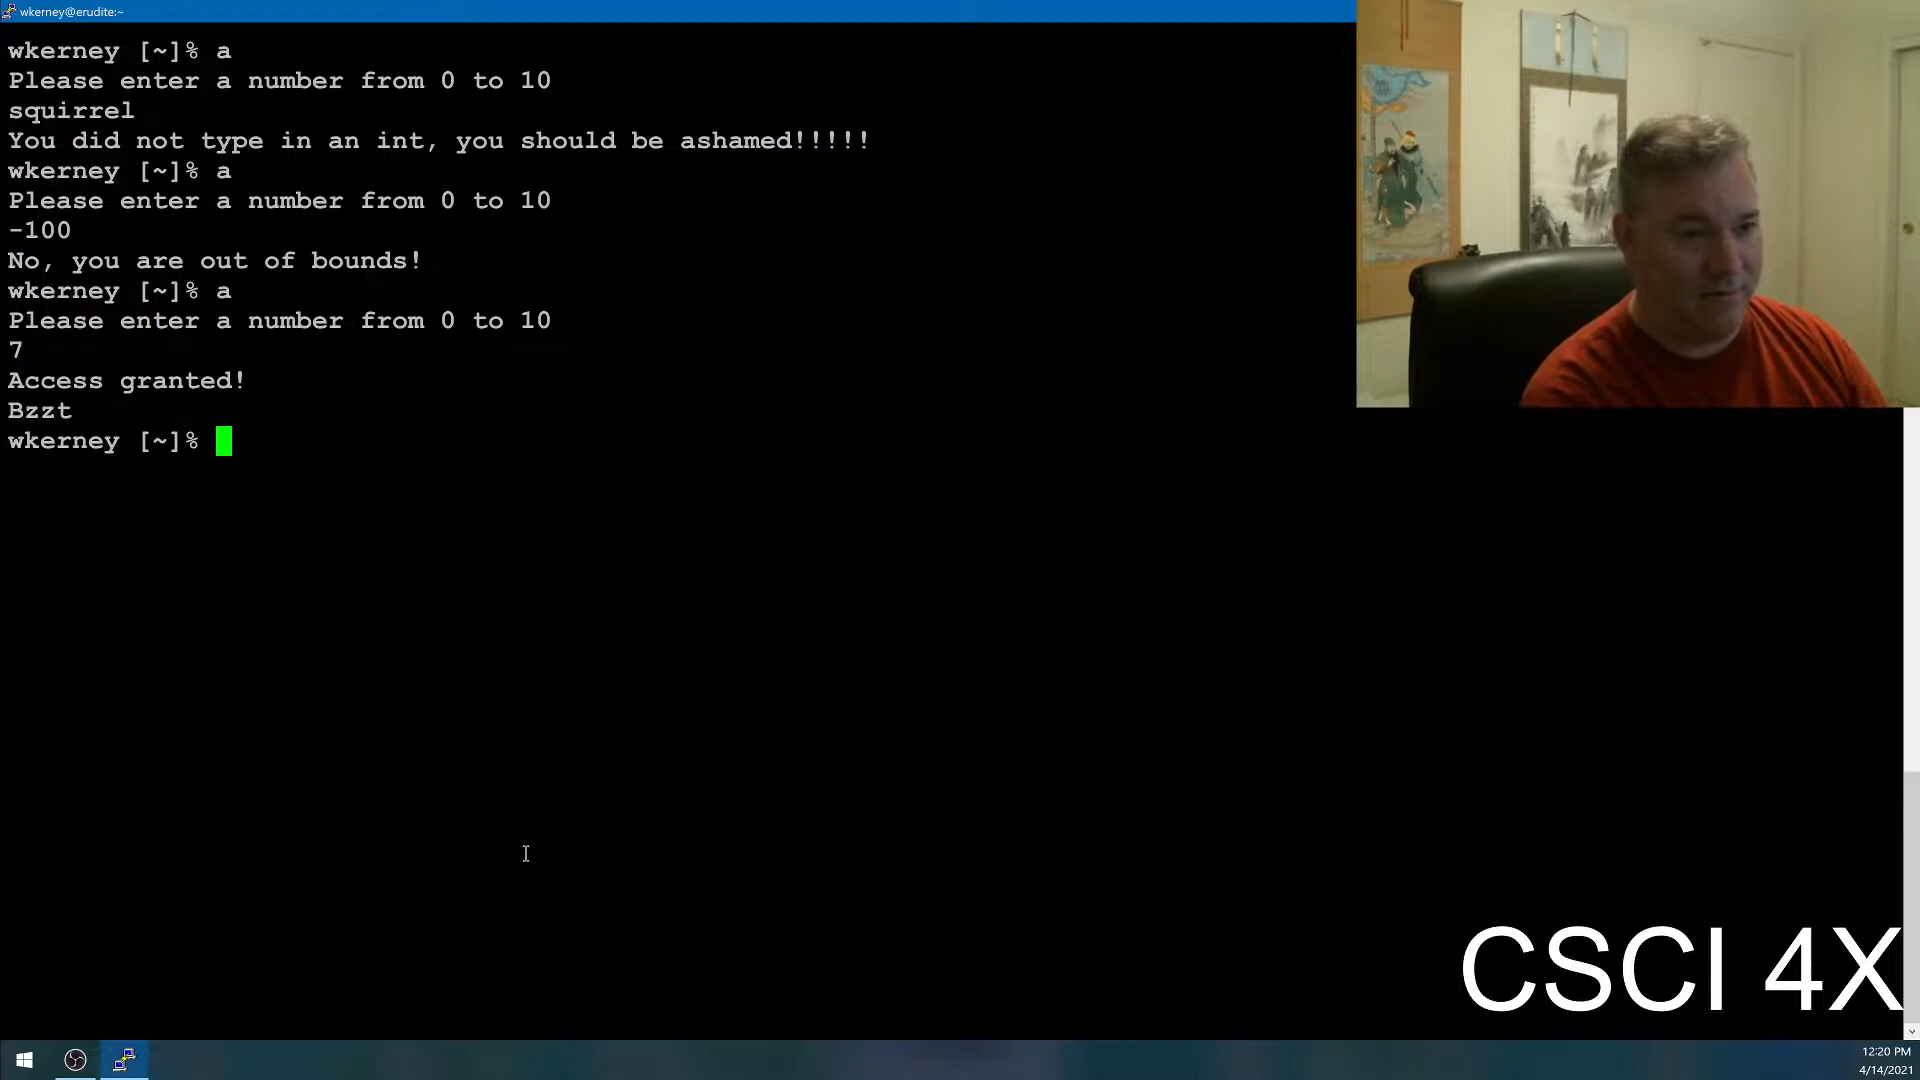 wkerney@erudite:~
wkerney [~]% a
Please enter a number from 0 to 10
squirrel
You did not type in an int, you should be ashamed!!!!!
wkerney [~]% a
Please enter a number from 0 to 10
-100
No, you are out of bounds!
wkerney [~]% a
Please enter a number from 0 to 10
7
Access granted!
Bzzt
wkerney [~]%
CSCI 4X
12:20 PM
4/14/2021